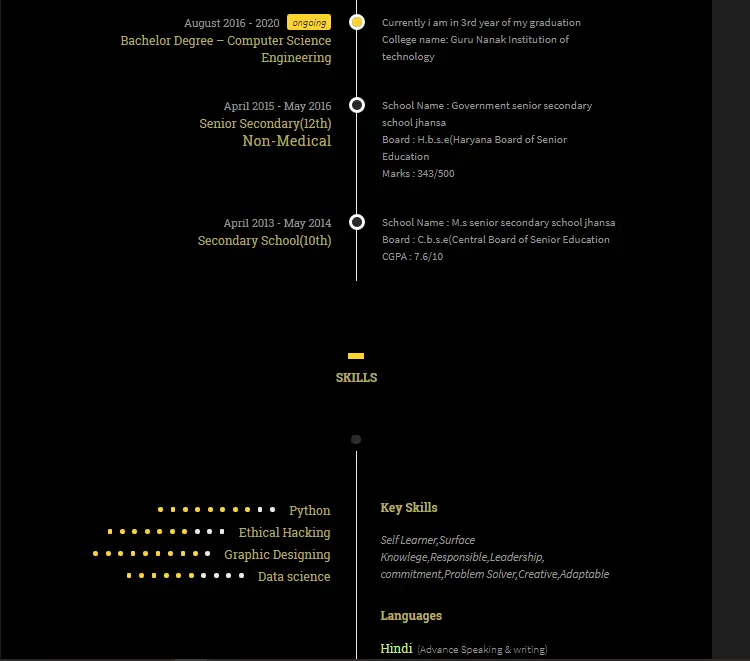 August 2016 - 2020 ongoing
Bachelor Degree – Computer Science
Engineering
Currently i am in 3rd year of my graduation
College name: Guru Nanak Institution of
technology
April 2015 - May 2016
Senior Secondary(12th)
Non-Medical
School Name : Government senior secondary
school jhansa
Board : H.b.s.e(Haryana Board of Senior
Education
Marks : 343/500
April 2013 - May 2014
Secondary School(10th)
School Name : M.s senior secondary school jhansa
Board : C.b.s.e(Central Board of Senior Education
CGPA : 7.6/10
SKILLS
Python
Ethical Hacking
Graphic Designing
Data science
Key Skills
Self Learner,Surface
Knowlege,Responsible,Leadership,
commitment,Problem Solver,Creative,Adaptable
Languages
Hindi (Advance Speaking & writing)